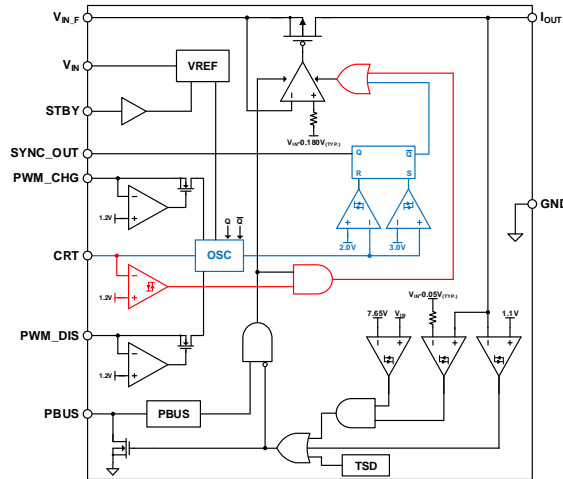 VIN_F
IOUT
VIN
VREF
STBY
VIN-0.180V(TYP.)
SYNC_OUT
Q
Q̅
PWM_CHG
R
S
1.2V
GND
Q
Q̅
2.0V
3.0V
CRT
OSC
1.2V
VIN-0.05V(TYP.)
7.65V
VIN
1.1V
PWM_DIS
1.2V
PBUS
PBUS
TSD